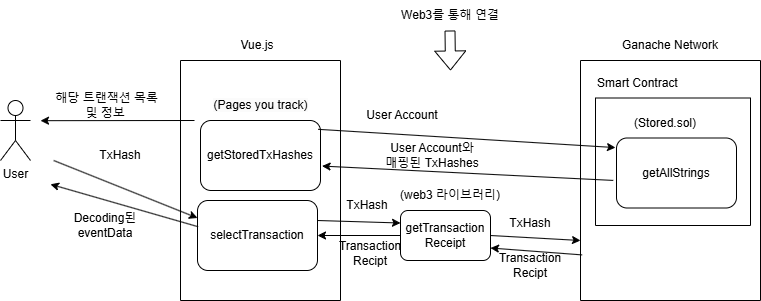 Web3를 통해 연결
Vue.js
Ganache Network
Smart Contract
해당 트랜잭션 목록
및 정보
(Pages you track)
User Account
(Stored.sol)
getStoredTxHashes
User Account와
매핑된 TxHashes
getAllStrings
TxHash
User
(web3 라이브러리)
TxHash
TxHash
Decoding된
eventData
selectTransaction
getTransaction
Receipt
Transaction
Recipt
Transaction
Recipt